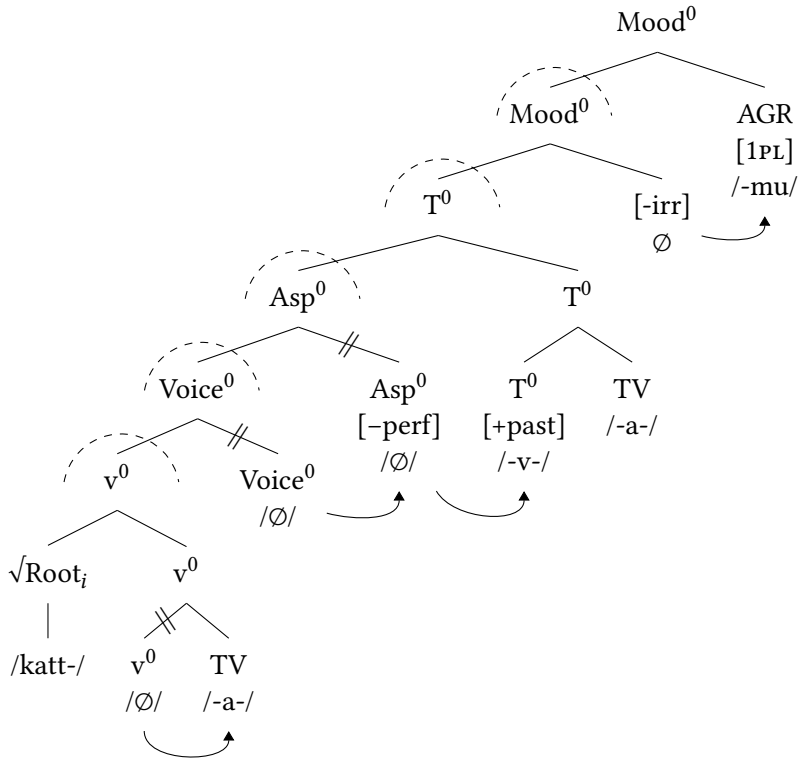 Mood⁰
Mood⁰ AGR
[1PL]
/-mu/
T⁰ [-irr]
∅
Asp⁰ T⁰
Voice⁰ Asp⁰ T⁰ TV
[–perf] [+past] /-a-/
/∅/ /-v-/
v⁰ Voice⁰
/∅/
√Rootᵢ v⁰
/katt-/ v⁰ TV
/∅/ /-a-/